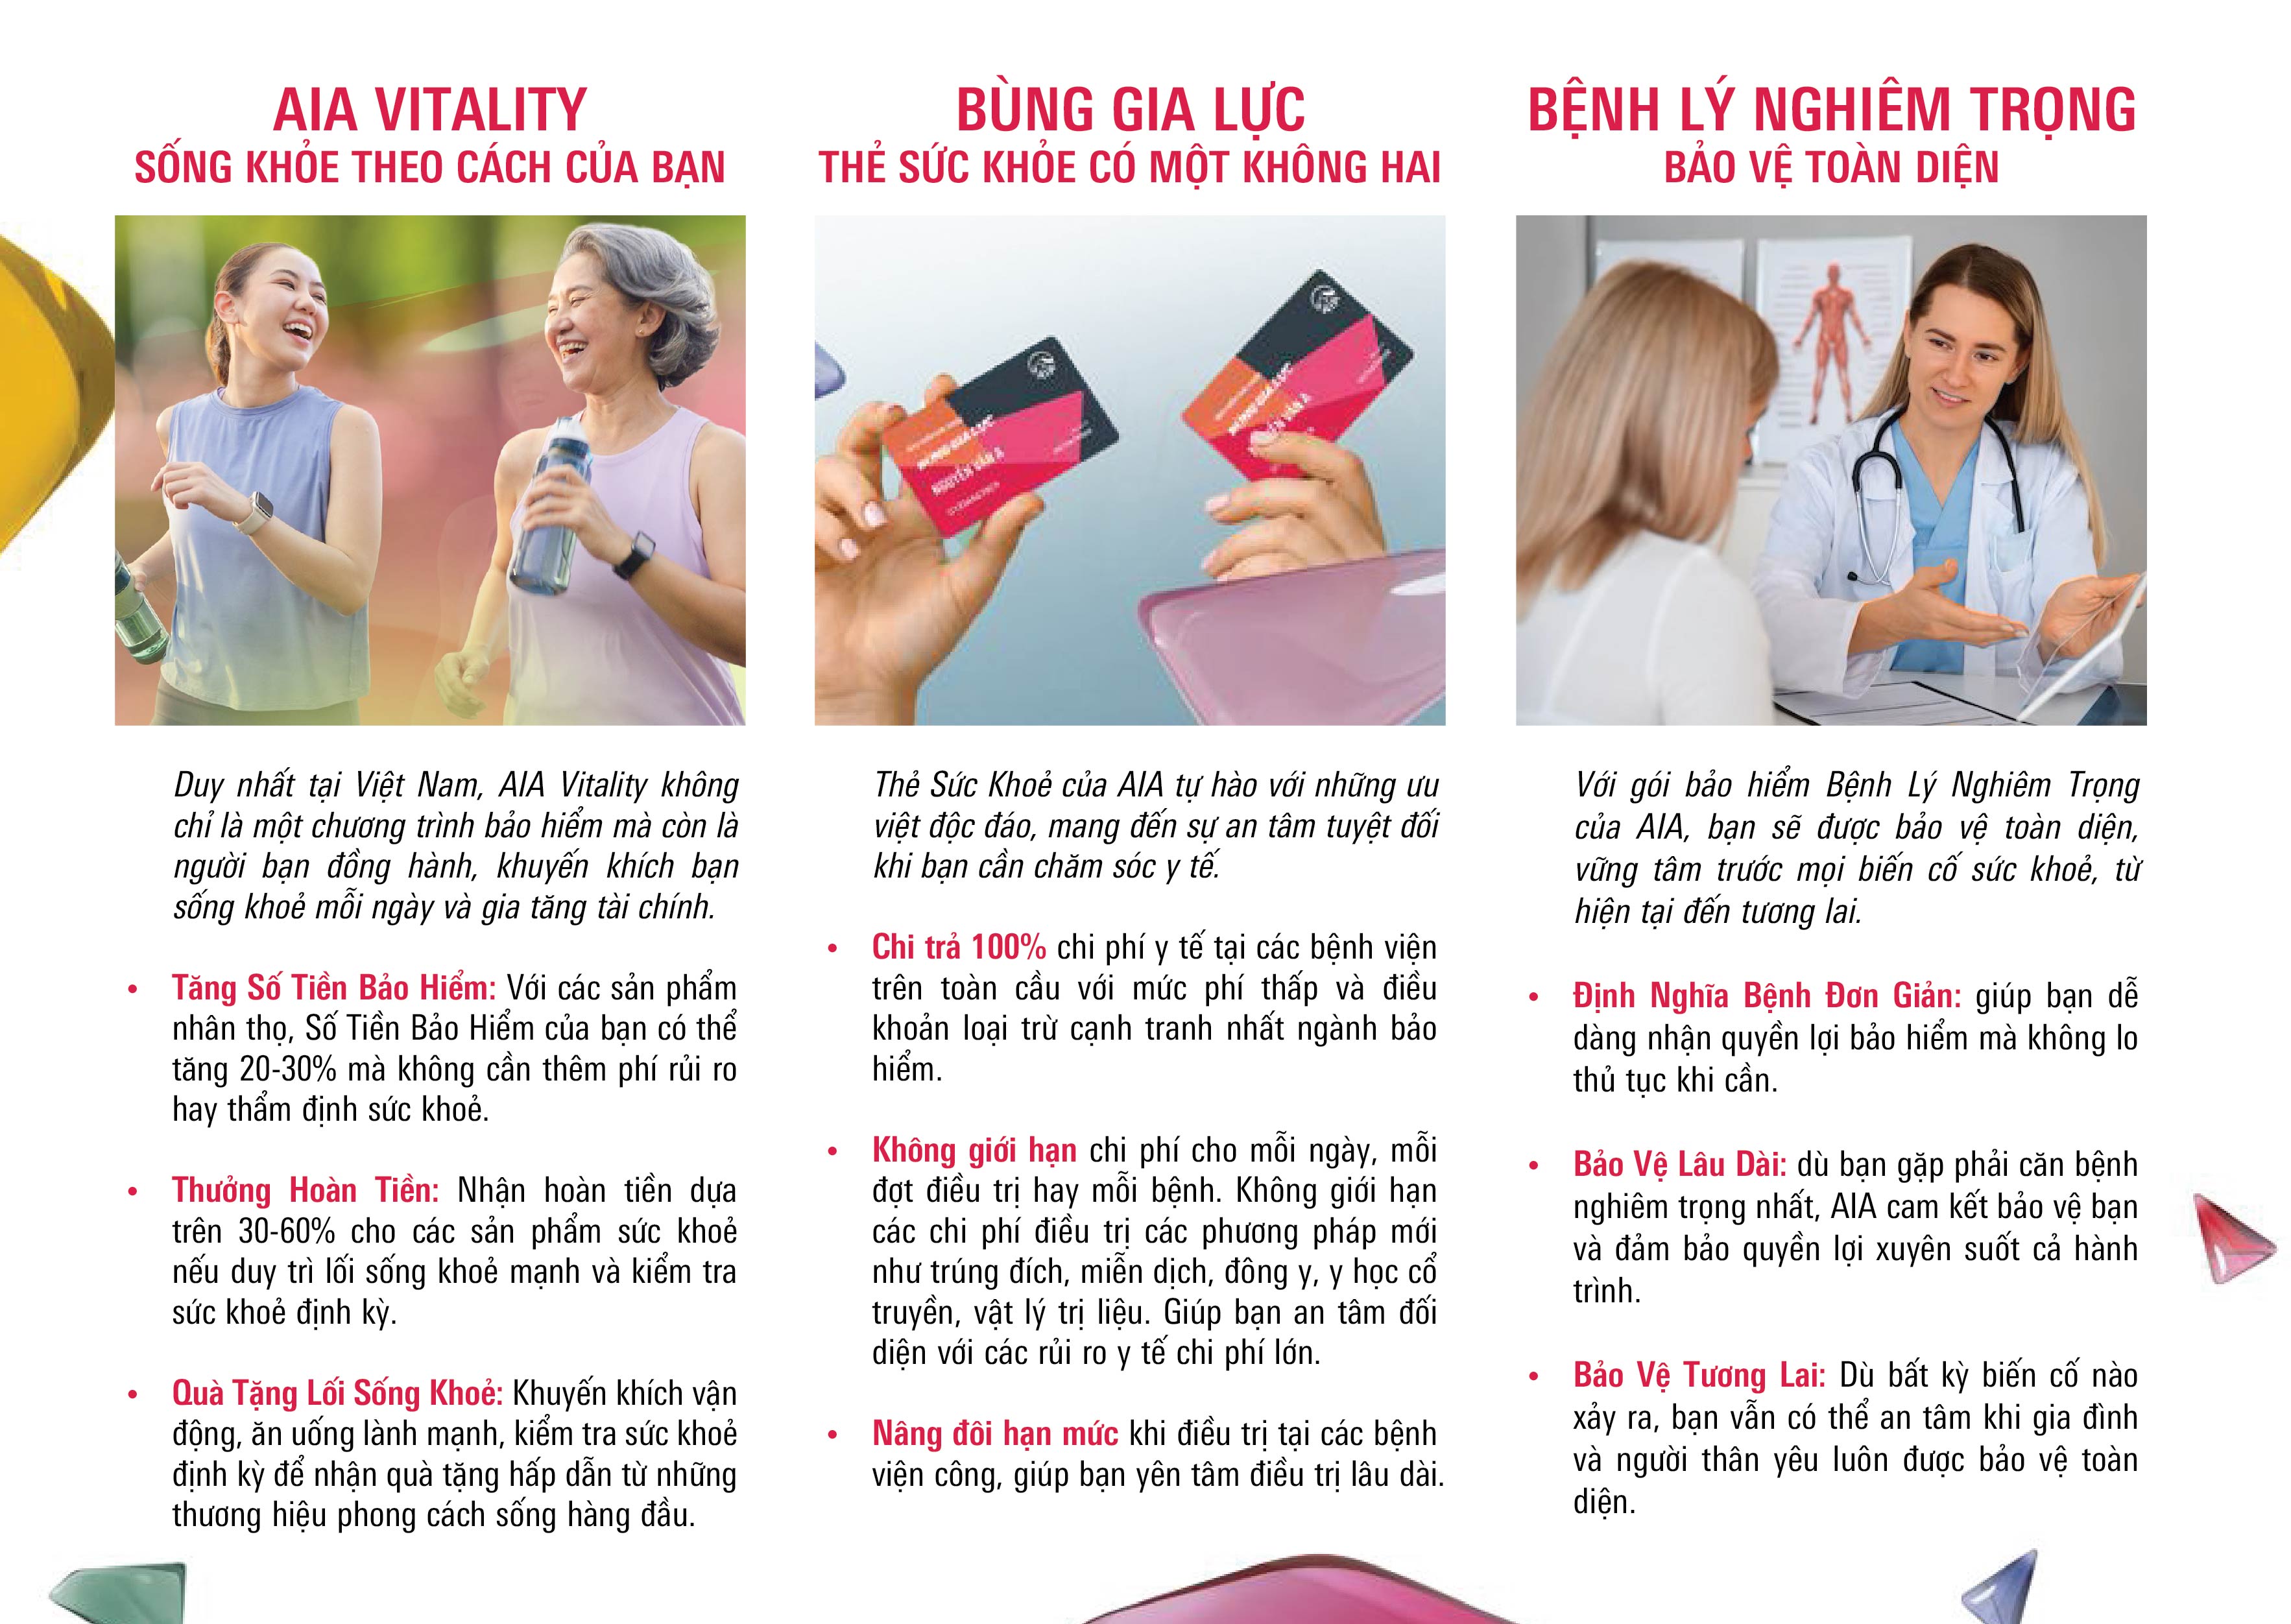 AIA VITALITY
SỐNG KHỎE THEO CÁCH CỦA BẠN
Duy nhất tại Việt Nam, AIA Vitality không
chỉ là một chương trình bảo hiểm mà còn là
người bạn đồng hành, khuyến khích bạn
sống khoẻ mỗi ngày và gia tăng tài chính.
• Tăng Số Tiền Bảo Hiểm: Với các sản phẩm
nhân thọ, Số Tiền Bảo Hiểm của bạn có thể
tăng 20-30% mà không cần thêm phí rủi ro
hay thẩm định sức khoẻ.
• Thưởng Hoàn Tiền: Nhận hoàn tiền dựa
trên 30-60% cho các sản phẩm sức khoẻ
nếu duy trì lối sống khoẻ mạnh và kiểm tra
sức khoẻ định kỳ.
• Quà Tặng Lối Sống Khoẻ: Khuyến khích vận
động, ăn uống lành mạnh, kiểm tra sức khoẻ
định kỳ để nhận quà tặng hấp dẫn từ những
thương hiệu phong cách sống hàng đầu.
BÙNG GIA LỰC
THẺ SỨC KHỎE CÓ MỘT KHÔNG HAI
BÙNG GIA LỰC
NGUYỄN VĂN A
BÙNG GIA LỰC
NGUYỄN VĂN A
Thẻ Sức Khoẻ của AIA tự hào với những ưu
việt độc đáo, mang đến sự an tâm tuyệt đối
khi bạn cần chăm sóc y tế.
• Chi trả 100% chi phí y tế tại các bệnh viện
trên toàn cầu với mức phí thấp và điều
khoản loại trừ cạnh tranh nhất ngành bảo
hiểm.
• Không giới hạn chi phí cho mỗi ngày, mỗi
đợt điều trị hay mỗi bệnh. Không giới hạn
các chi phí điều trị các phương pháp mới
như trúng đích, miễn dịch, đông y, y học cổ
truyền, vật lý trị liệu. Giúp bạn an tâm đối
diện với các rủi ro y tế chi phí lớn.
• Nâng đôi hạn mức khi điều trị tại các bệnh
viện công, giúp bạn yên tâm điều trị lâu dài.
BỆNH LÝ NGHIÊM TRỌNG
BẢO VỆ TOÀN DIỆN
Với gói bảo hiểm Bệnh Lý Nghiêm Trọng
của AIA, bạn sẽ được bảo vệ toàn diện,
vững tâm trước mọi biến cố sức khoẻ, từ
hiện tại đến tương lai.
• Định Nghĩa Bệnh Đơn Giản: giúp bạn dễ
dàng nhận quyền lợi bảo hiểm mà không lo
thủ tục khi cần.
• Bảo Vệ Lâu Dài: dù bạn gặp phải căn bệnh
nghiêm trọng nhất, AIA cam kết bảo vệ bạn
và đảm bảo quyền lợi xuyên suốt cả hành
trình.
• Bảo Vệ Tương Lai: Dù bất kỳ biến cố nào
xảy ra, bạn vẫn có thể an tâm khi gia đình
và người thân yêu luôn được bảo vệ toàn
diện.